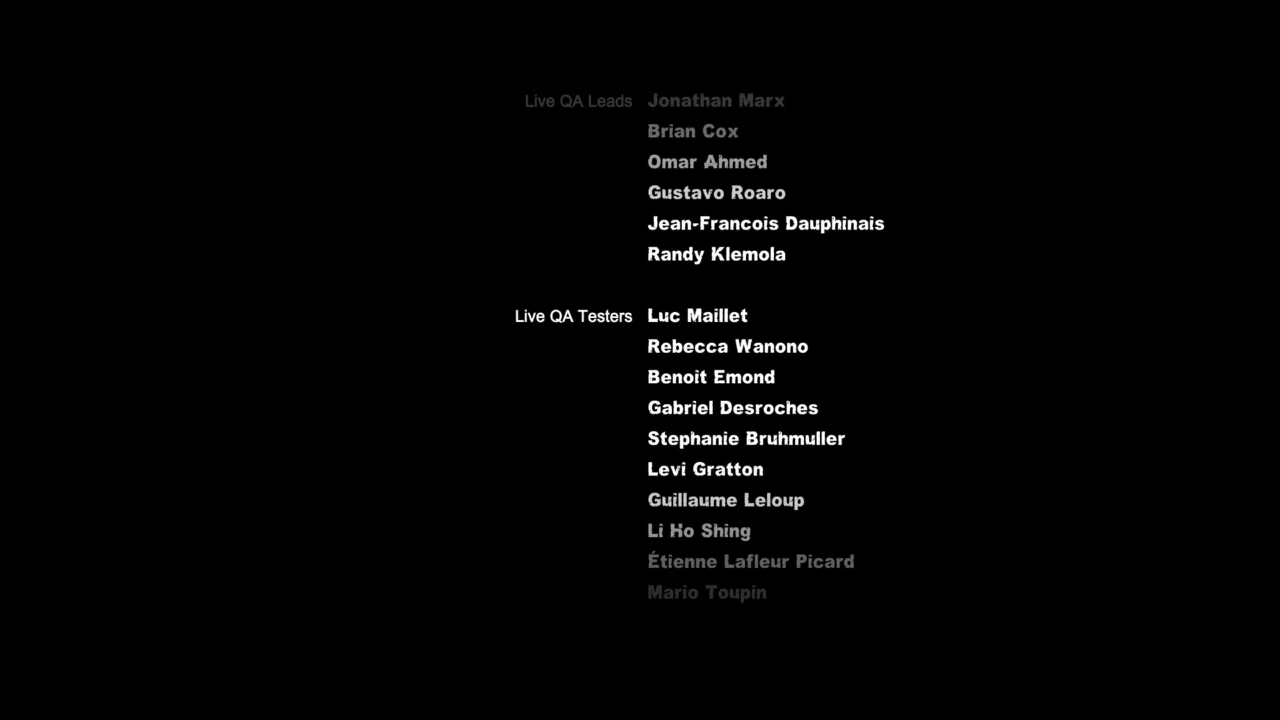 Live QA Leads Jonathan Marx
Brian Cox
Omar Ahmed
Gustavo Roaro
Jean-Francois Dauphinais
Randy Klemola
Live QA Testers Luc Maillet
Rebecca Wanono
Benoit Emond
Gabriel Desroches
Stephanie Bruhmuller
Levi Gratton
Guillaume Leloup
Li Ho Shing
Étienne Lafleur Picard
Mario Toupin